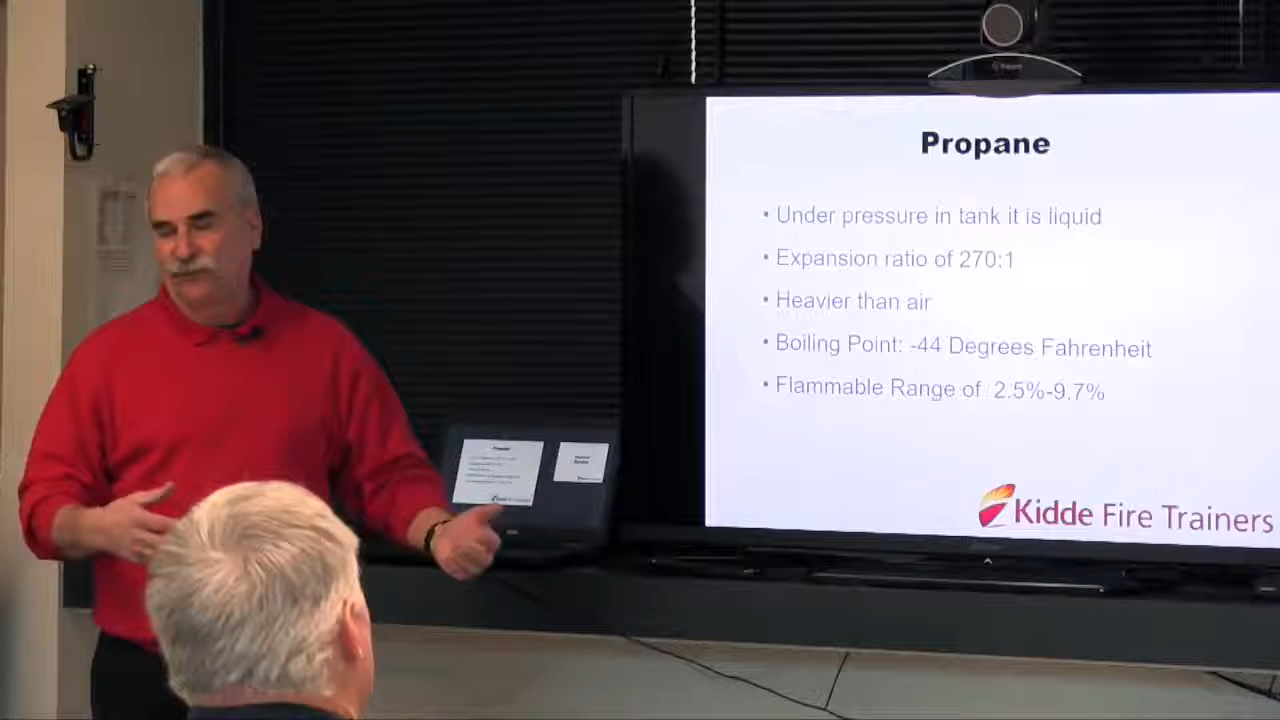 Propane
• Under pressure in tank it is liquid
• Expansion ratio of 270:1
• Heavier than air
• Boiling Point: -44 Degrees Fahrenheit
• Flammable Range of 2.5%-9.7%
Kidde Fire Trainers